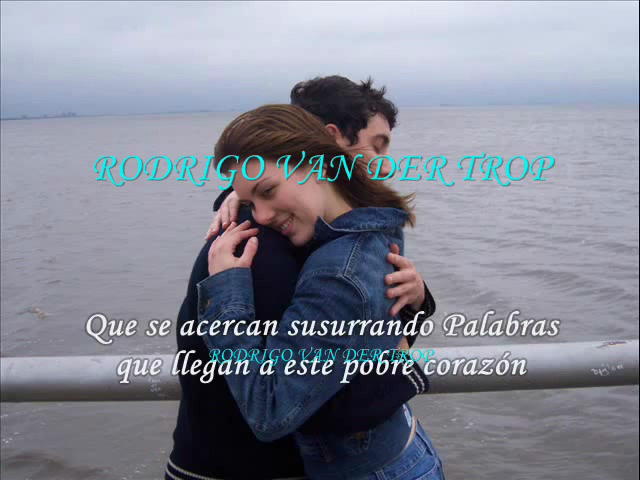 RODRIGO VAN DER TROP
Que se acercan susurrando Palabras
RODRIGO VAN DER TROP
que llegan a este pobre corazón